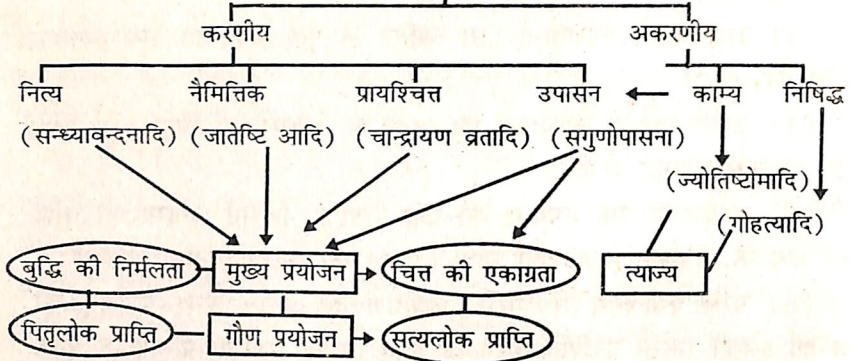 करणीय अकरणीय
नित्य नैमित्तिक प्रायश्चित्त उपासन काम्य निषिद्ध
(सन्ध्यावन्दनादि) (जातेष्टि आदि) (चान्द्रायण व्रतादि) (सगुणोपासना)
(ज्योतिष्टोमादि)
(गोहत्यादि)
बुद्धि की निर्मलता मुख्य प्रयोजन चित्त की एकाग्रता त्याज्य
पितृलोक प्राप्ति गौण प्रयोजन सत्यलोक प्राप्ति